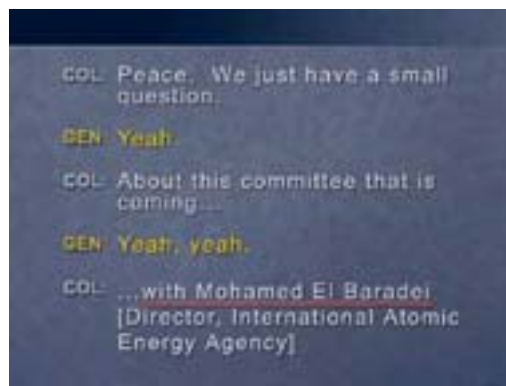 COL: Peace. We just have a small
question.
GEN: Yeah.
COL: About this committee that is
coming...
GEN: Yeah, yeah.
COL: ...with Mohamed El Baradei
[Director, International Atomic
Energy Agency]